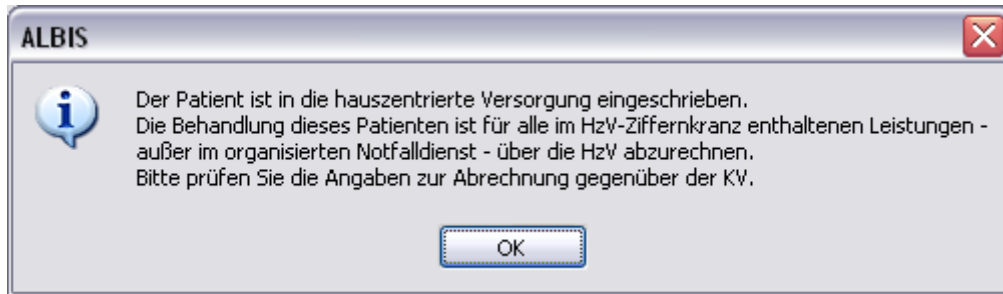 ALBIS
Der Patient ist in die hauszentrierte Versorgung eingeschrieben.
Die Behandlung dieses Patienten ist für alle im HzV-Ziffernkranz enthaltenen Leistungen -
außer im organisierten Notfalldienst - über die HzV abzurechnen.
Bitte prüfen Sie die Angaben zur Abrechnung gegenüber der KV.
OK